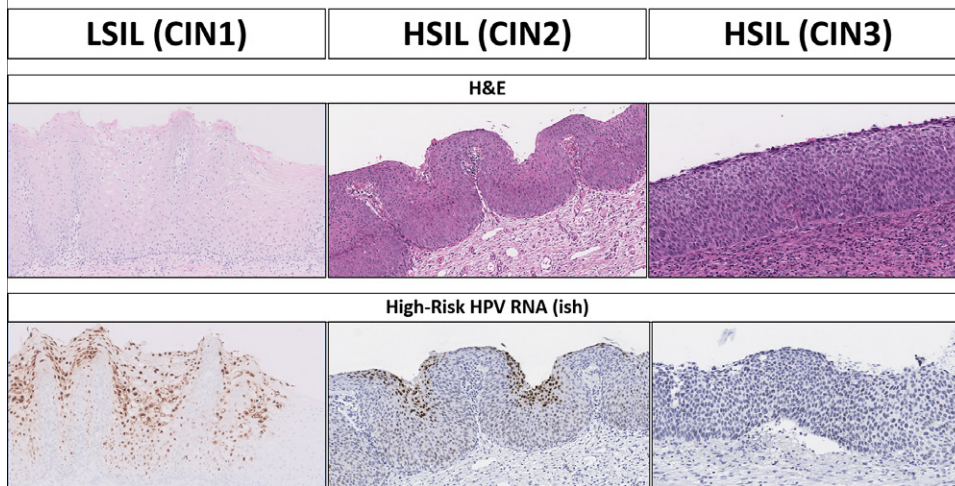 LSIL (CIN1)
HSIL (CIN2)
HSIL (CIN3)
H&E
High-Risk HPV RNA (ish)